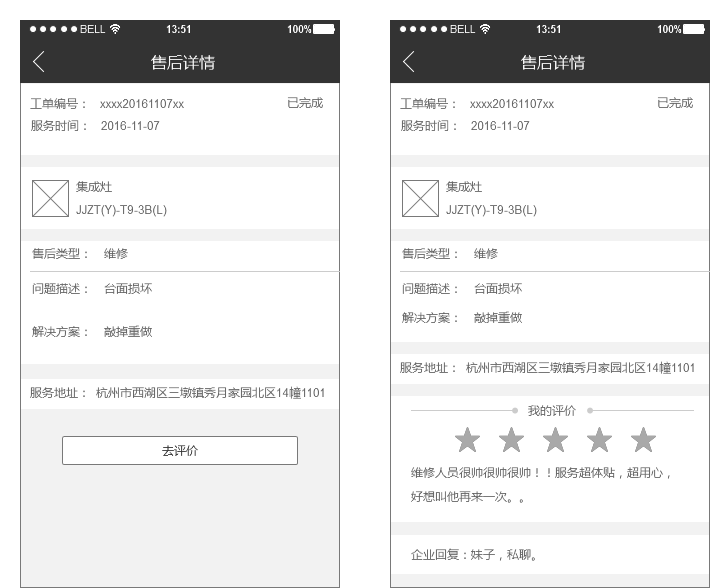 BELL 13:51 100%
售后详情
工单编号： xxxx20161107xx 已完成
服务时间： 2016-11-07
集成灶
JJZT(Y)-T9-3B(L)
售后类型： 维修
问题描述： 台面损坏
解决方案： 敲掉重做
服务地址： 杭州市西湖区三墩镇秀月家园北区14幢1101
去评价
BELL 13:51 100%
售后详情
工单编号： xxxx20161107xx 已完成
服务时间： 2016-11-07
集成灶
JJZT(Y)-T9-3B(L)
售后类型： 维修
问题描述： 台面损坏
解决方案： 敲掉重做
服务地址： 杭州市西湖区三墩镇秀月家园北区14幢1101
我的评价
维修人员很帅很帅很帅！！服务超体贴，超用心，
好想叫他再来一次。。
企业回复：妹子，私聊。